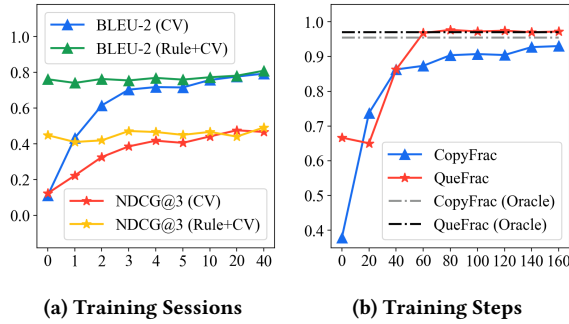 BLEU-2 (CV)
BLEU-2 (Rule+CV)
1.0
0.8
0.6
0.4
0.2
0.0
NDCG@3 (CV)
NDCG@3 (Rule+CV)
0 1 2 3 4 5 10 20 40
(a) Training Sessions
1.0
0.9
0.8
0.7
0.6
0.5
0.4
CopyFrac
QueFrac
CopyFrac (Oracle)
QueFrac (Oracle)
0 20 40 60 80 100 120 140 160
(b) Training Steps